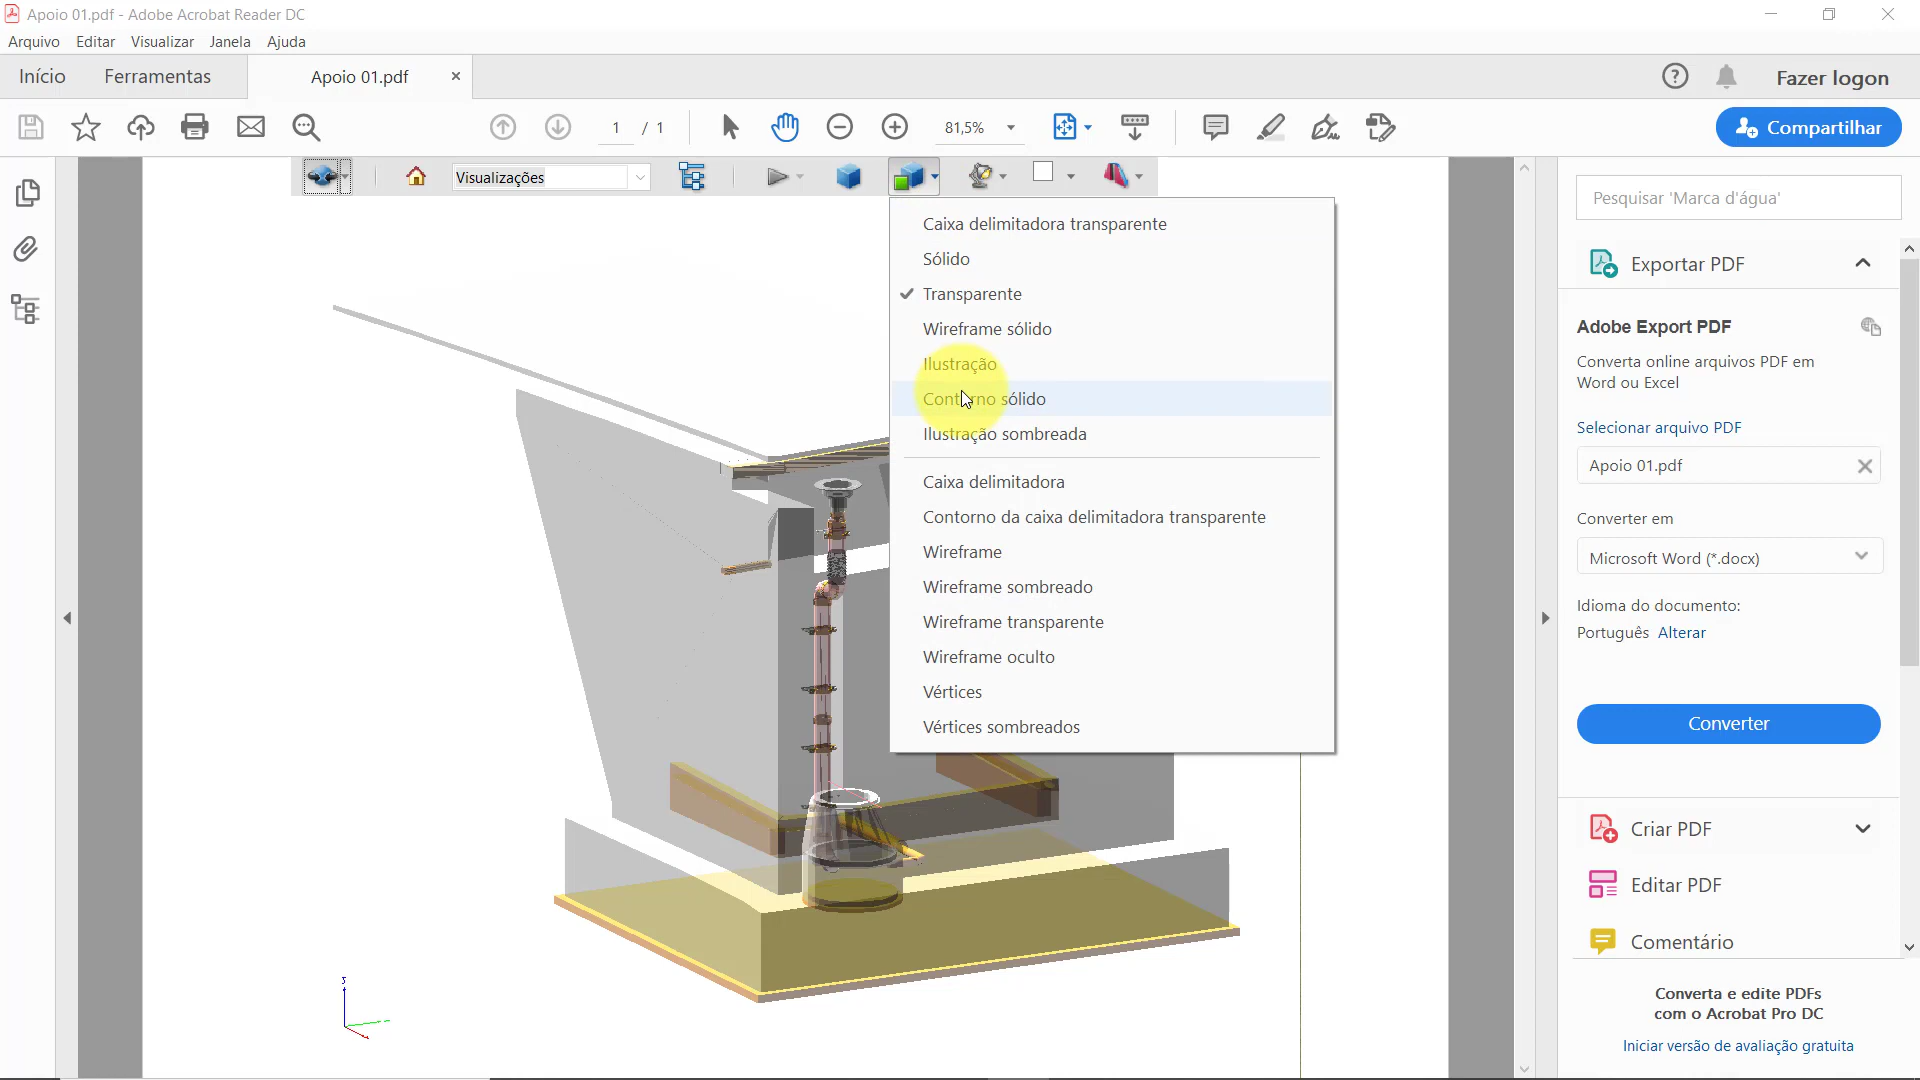 Apoio 01.pdf - Adobe Acrobat Reader DC
Arquivo Editar Visualizar Janela Ajuda
Início Ferramentas Apoio 01.pdf Fazer logon
1 / 1 81,5% Compartilhar
Visualizações
Caixa delimitadora transparente
Sólido
Transparente
Wireframe sólido
Ilustração
Contorno sólido
Ilustração sombreada
Caixa delimitadora
Contorno da caixa delimitadora transparente
Wireframe
Wireframe sombreado
Wireframe transparente
Wireframe oculto
Vértices
Vértices sombreados
Pesquisar 'Marca d'água'
Exportar PDF
Adobe Export PDF
Converta online arquivos PDF em
Word ou Excel
Selecionar arquivo PDF
Apoio 01.pdf
Converter em
Microsoft Word (*.docx)
Idioma do documento:
Português Alterar
Converter
Criar PDF
Editar PDF
Comentário
Converta e edite PDFs
com o Acrobat Pro DC
Iniciar versão de avaliação gratuita